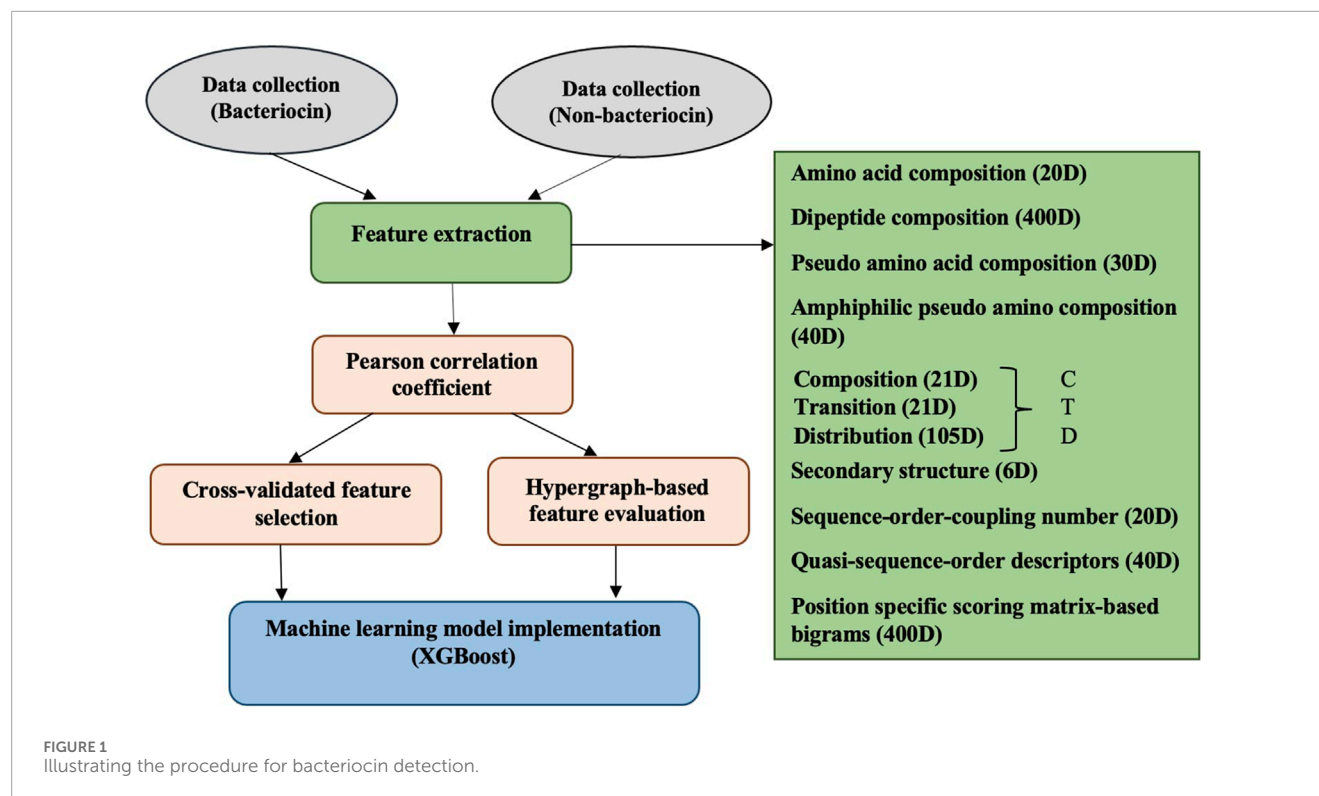 Data collection
(Bacteriocin)
Data collection
(Non-bacteriocin)
Feature extraction
Pearson correlation
coefficient
Cross-validated feature
selection
Hypergraph-based
feature evaluation
Machine learning model implementation
(XGBoost)
Amino acid composition (20D)
Dipeptide composition (400D)
Pseudo amino acid composition (30D)
Amphiphilic pseudo amino composition
(40D)
Composition (21D) C
Transition (21D) T
Distribution (105D) D
Secondary structure (6D)
Sequence-order-coupling number (20D)
Quasi-sequence-order descriptors (40D)
Position specific scoring matrix-based
bigrams (400D)
FIGURE 1
Illustrating the procedure for bacteriocin detection.